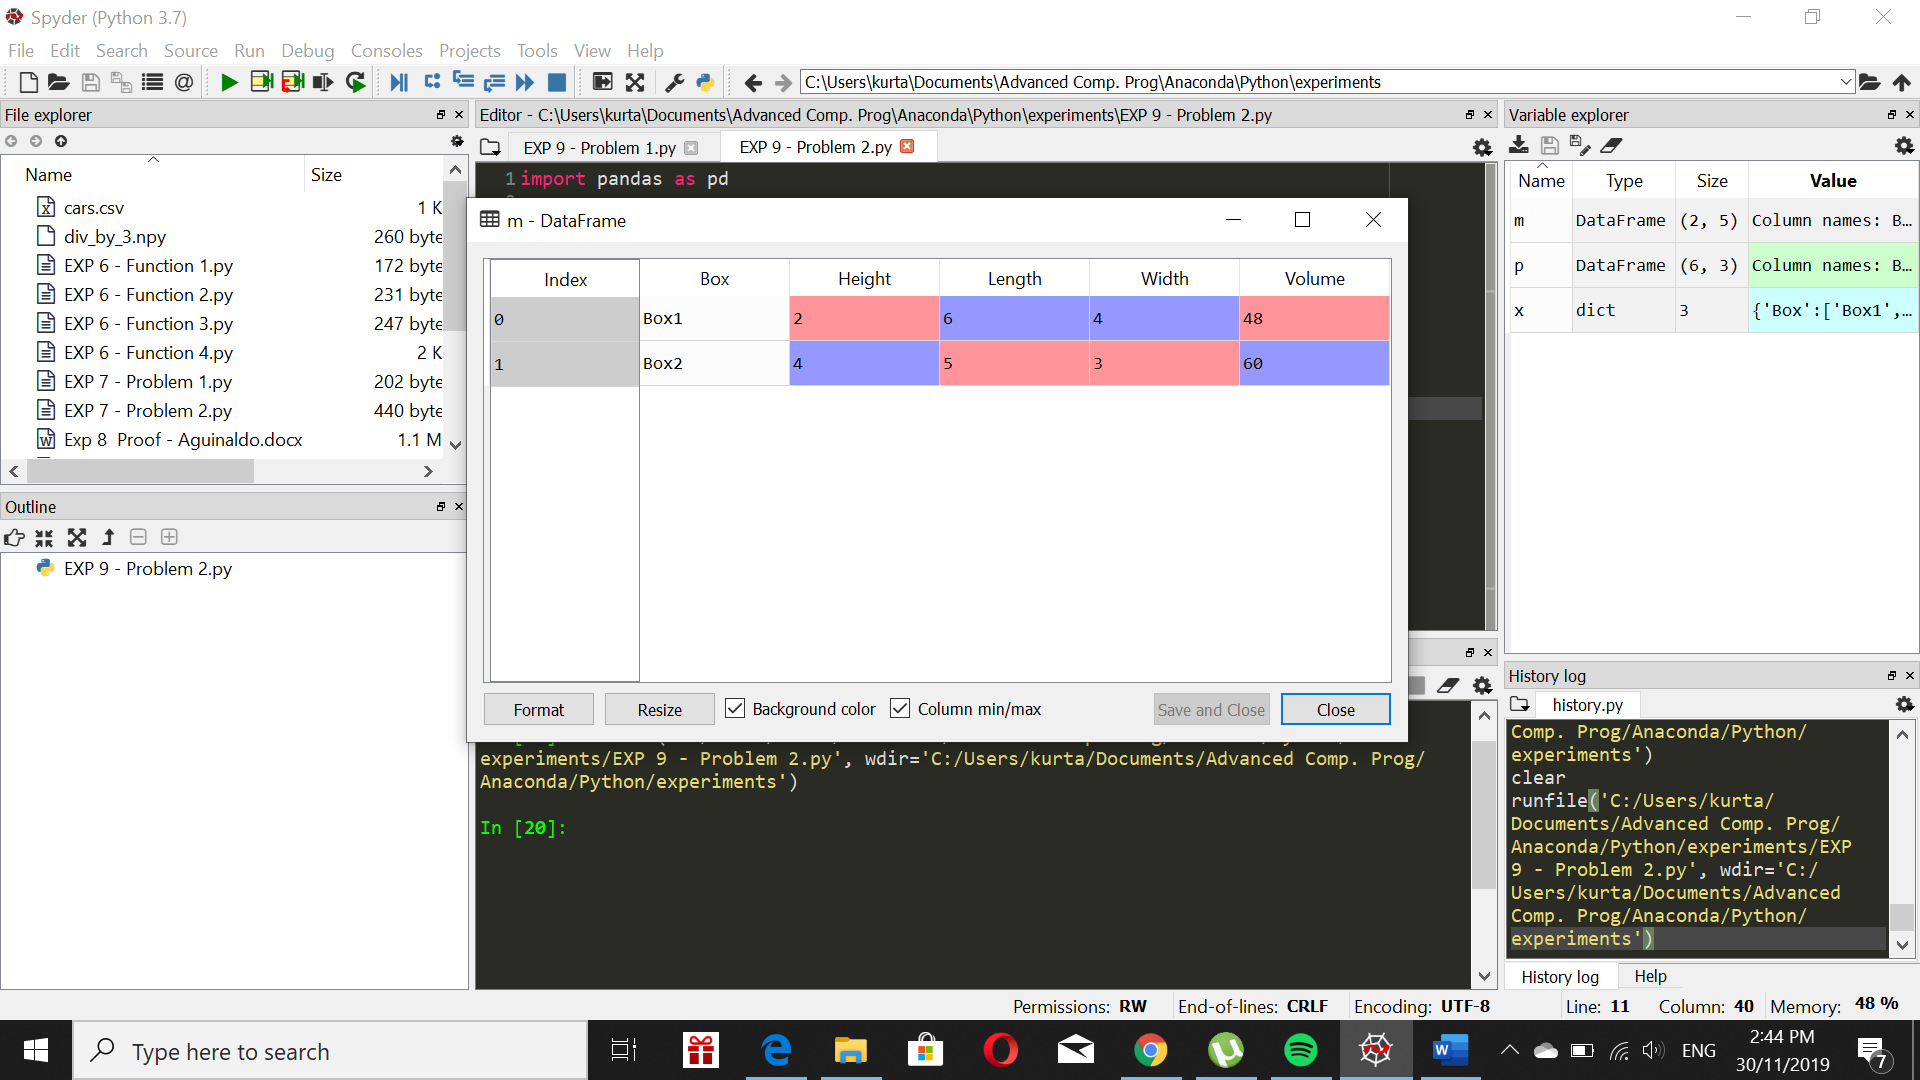 Spyder (Python 3.7)
File Edit Search Source Run Debug Consoles Projects Tools View Help
C:\Users\kurta\Documents\Advanced Comp. Prog\Anaconda\Python\experiments
File explorer
Name Size
cars.csv 1 K
div_by_3.npy 260 byte
EXP 6 - Function 1.py 172 byte
EXP 6 - Function 2.py 231 byte
EXP 6 - Function 3.py 247 byte
EXP 6 - Function 4.py 2 K
EXP 7 - Problem 1.py 202 byte
EXP 7 - Problem 2.py 440 byte
Exp 8 Proof - Aguinaldo.docx 1.1 M
Outline
EXP 9 - Problem 2.py
Editor - C:\Users\kurta\Documents\Advanced Comp. Prog\Anaconda\Python\experiments\EXP 9 - Problem 2.py
EXP 9 - Problem 1.py EXP 9 - Problem 2.py
1 import pandas as pd
m - DataFrame
Index Box Height Length Width Volume
0 Box1 2 6 4 48
1 Box2 4 5 3 60
Format Resize Background color Column min/max Save and Close Close
experiments/EXP 9 - Problem 2.py', wdir='C:/Users/kurta/Documents/Advanced Comp. Prog/
Anaconda/Python/experiments')
In [20]:
Variable explorer
Name Type Size Value
m DataFrame (2, 5) Column names: B...
p DataFrame (6, 3) Column names: B...
x dict 3 {'Box':['Box1',...
History log
history.py
Comp. Prog/Anaconda/Python/
experiments')
clear
runfile('C:/Users/kurta/
Documents/Advanced Comp. Prog/
Anaconda/Python/experiments/EXP
9 - Problem 2.py', wdir='C:/
Users/kurta/Documents/Advanced
Comp. Prog/Anaconda/Python/
experiments')
History log Help
Permissions: RW End-of-lines: CRLF Encoding: UTF-8 Line: 11 Column: 40 Memory: 48 %
Type here to search
ENG
2:44 PM
30/11/2019
7